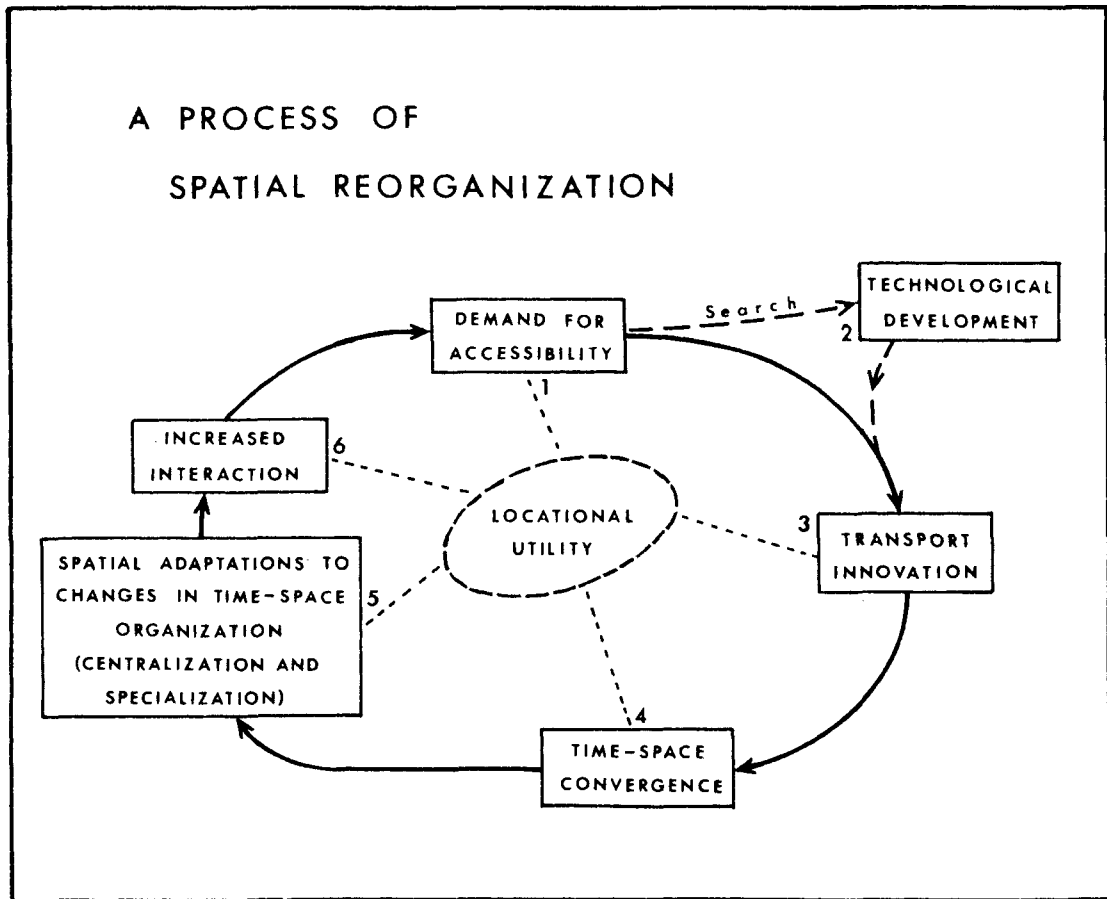 A PROCESS OF
SPATIAL REORGANIZATION
DEMAND FOR
ACCESSIBILITY
1
Search
TECHNOLOGICAL
DEVELOPMENT
2
TRANSPORT
INNOVATION
3
TIME-SPACE
CONVERGENCE
4
SPATIAL ADAPTATIONS TO
CHANGES IN TIME-SPACE
ORGANIZATION
(CENTRALIZATION AND
SPECIALIZATION)
5
INCREASED
INTERACTION
6
LOCATIONAL
UTILITY